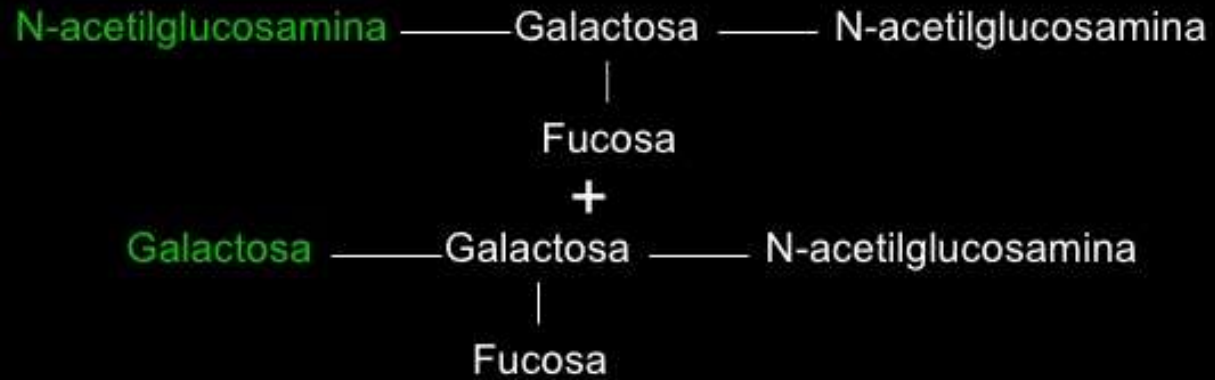 N-acetilglucosamina Galactosa N-acetilglucosamina
Fucosa
+
Galactosa Galactosa N-acetilglucosamina
Fucosa